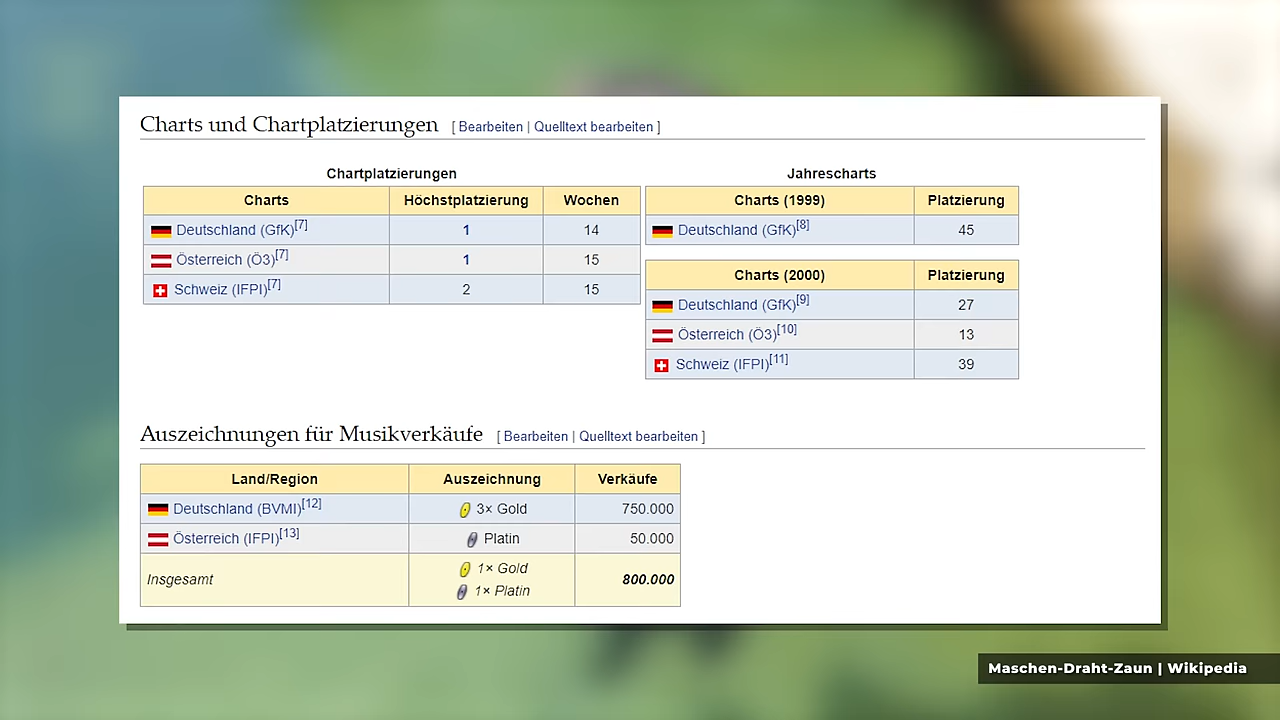 Charts und Chartplatzierungen [ Bearbeiten | Quelltext bearbeiten ]
Chartplatzierungen
Charts Höchstplatzierung Wochen
Deutschland (GfK)[7] 1 14
Österreich (Ö3)[7] 1 15
Schweiz (IFPI)[7] 2 15
Jahrescharts
Charts (1999) Platzierung
Deutschland (GfK)[8] 45
Charts (2000) Platzierung
Deutschland (GfK)[9] 27
Österreich (Ö3)[10] 13
Schweiz (IFPI)[11] 39
Auszeichnungen für Musikverkäufe [ Bearbeiten | Quelltext bearbeiten ]
Land/Region Auszeichnung Verkäufe
Deutschland (BVMI)[12] 3× Gold 750.000
Österreich (IFPI)[13] Platin 50.000
Insgesamt 1× Gold 800.000
1× Platin
Maschen-Draht-Zaun | Wikipedia